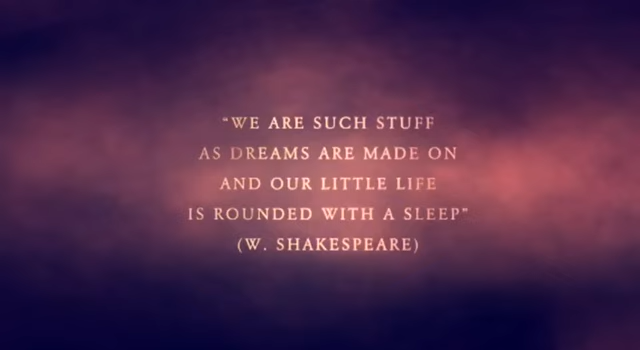 "WE ARE SUCH STUFF
AS DREAMS ARE MADE ON
AND OUR LITTLE LIFE
IS ROUNDED WITH A SLEEP"
(W. SHAKESPEARE)